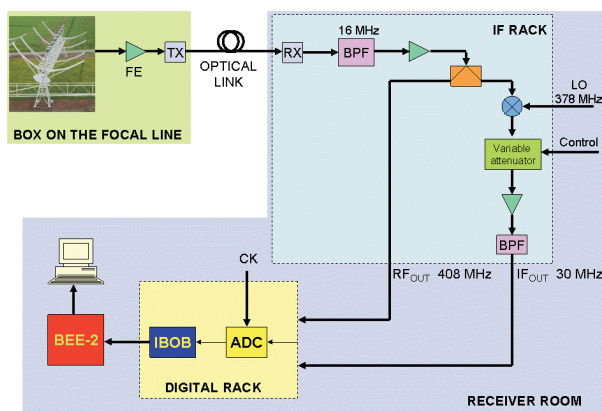 16 MHz
IF RACK
TX
RX
BPF
FE
OPTICAL
LINK
LO
378 MHz
BOX ON THE FOCAL LINE
Control
Variable
attenuator
BPF
CK
RFOUT 408 MHz
IFOUT 30 MHz
BEE-2
IBOB
ADC
DIGITAL RACK
RECEIVER ROOM